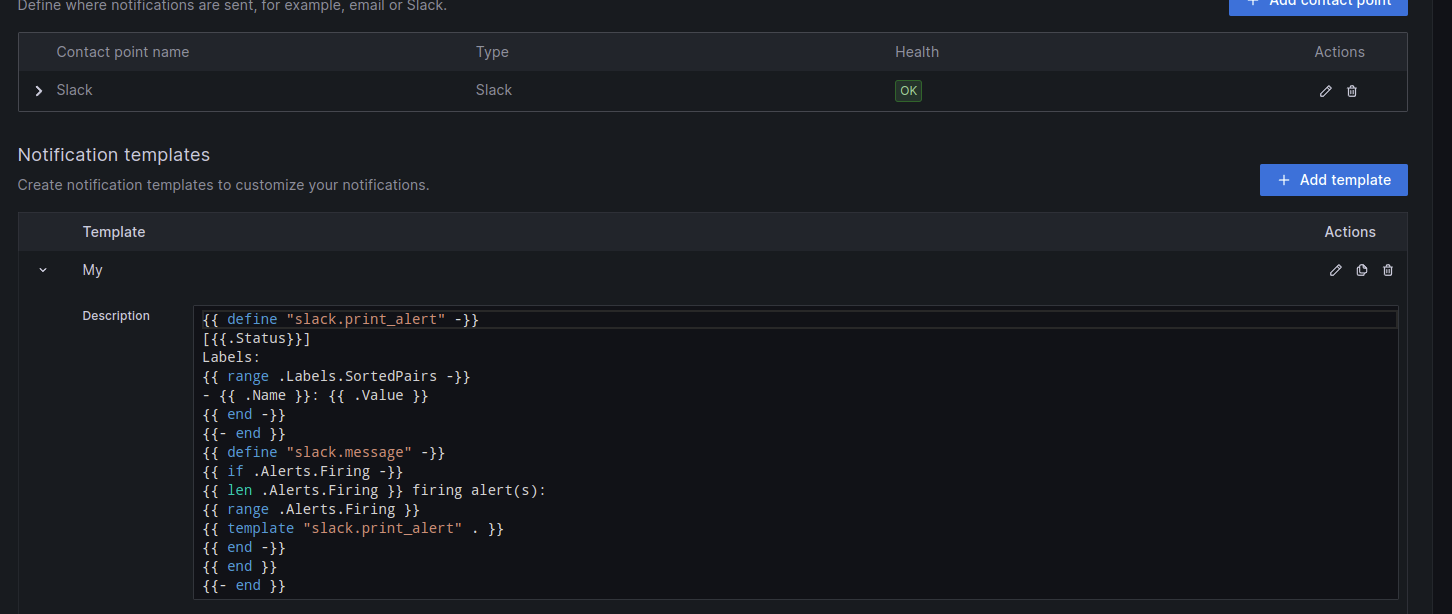 Define where notifications are sent, for example, email or Slack.
+ Add contact point
Contact point name Type Health Actions
Slack Slack OK
Notification templates
Create notification templates to customize your notifications.
+ Add template
Template Actions
My
Description
{{ define "slack.print_alert" -}}
[{{.Status}}]
Labels:
{{ range .Labels.SortedPairs -}}
- {{ .Name }}: {{ .Value }}
{{ end -}}
{{- end }}
{{ define "slack.message" -}}
{{ if .Alerts.Firing -}}
{{ len .Alerts.Firing }} firing alert(s):
{{ range .Alerts.Firing }}
{{ template "slack.print_alert" . }}
{{ end -}}
{{ end }}
{{- end }}